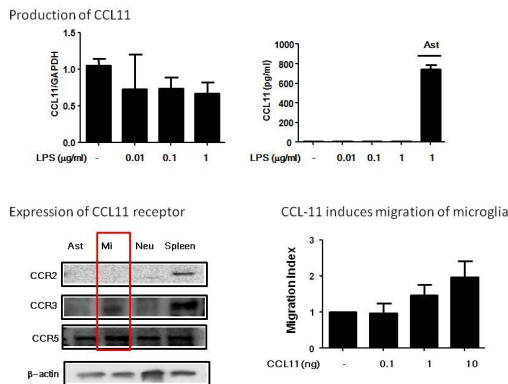 Production of CCL11
CCL11/GAPDH
1.5
1.0
0.5
0.0
LPS (μg/ml) - 0.01 0.1 1
CCL11 (pg/ml)
1000
800
600
400
200
0
Ast
LPS (μg/ml) - 0.01 0.1 1 1
Expression of CCL11 receptor
Ast Mi Neu Spleen
CCR2
CCR3
CCR5
β-actin
CCL-11 induces migration of microglia
Migration Index
3
2
1
0
CCL11 (ng) - 0.1 1 10